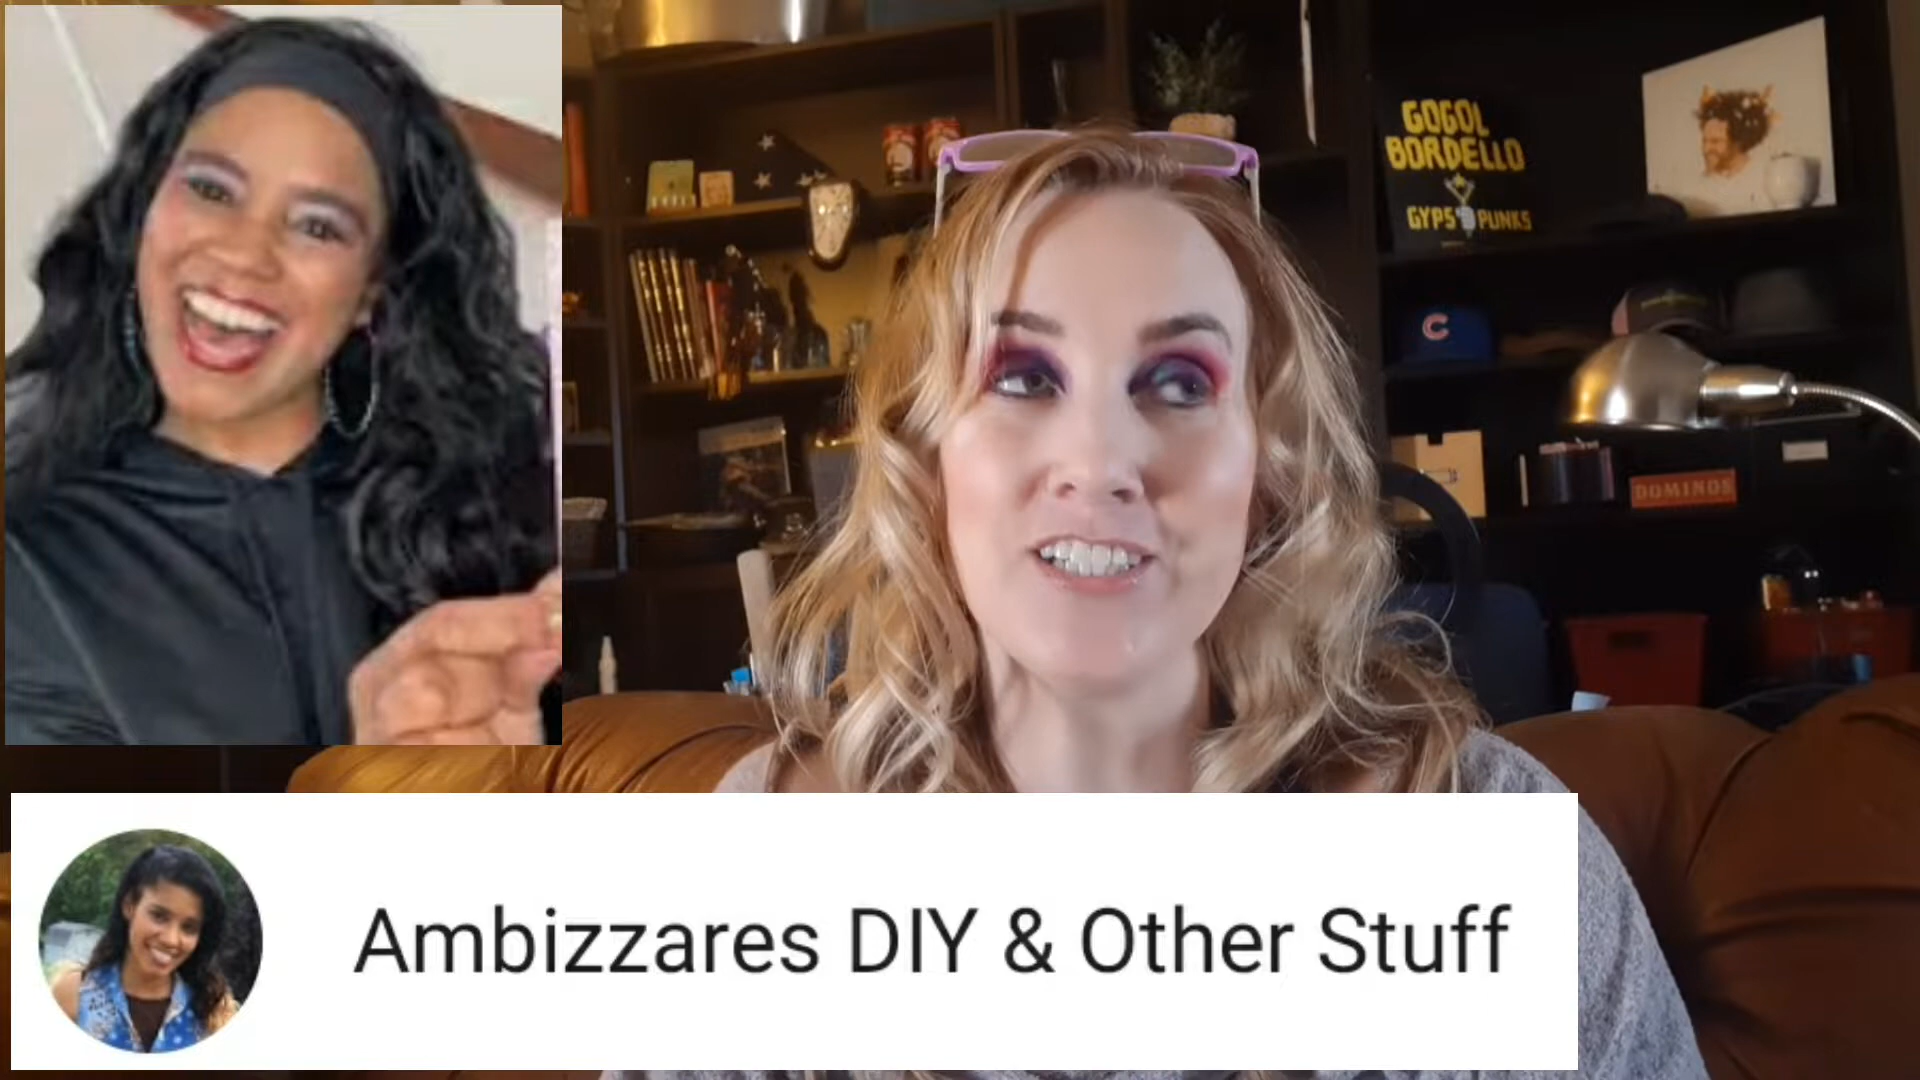 GOGOL
BORDELLO
GYPSY PUNKS
C
DOMINOS
Ambizzares DIY & Other Stuff